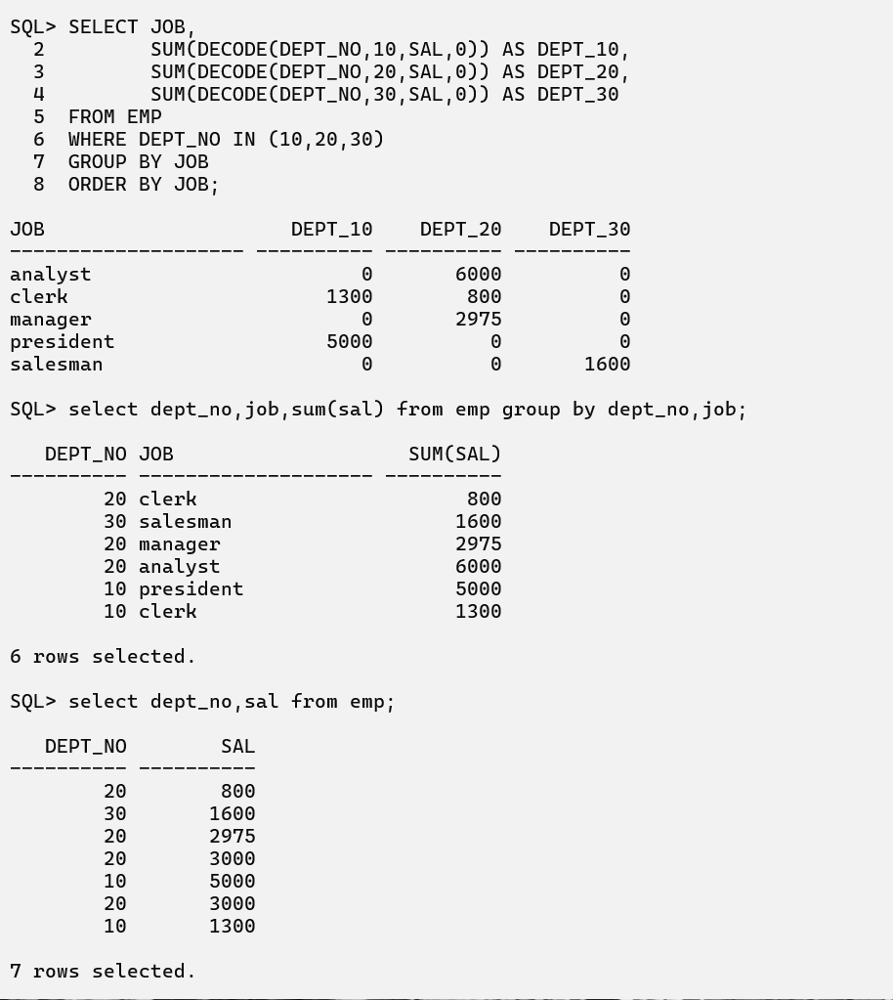 SQL> SELECT JOB,
  2         SUM(DECODE(DEPT_NO,10,SAL,0)) AS DEPT_10,
  3         SUM(DECODE(DEPT_NO,20,SAL,0)) AS DEPT_20,
  4         SUM(DECODE(DEPT_NO,30,SAL,0)) AS DEPT_30
  5  FROM EMP
  6  WHERE DEPT_NO IN (10,20,30)
  7  GROUP BY JOB
  8  ORDER BY JOB;

JOB                     DEPT_10    DEPT_20    DEPT_30
-------------------- ---------- ---------- ----------
analyst                       0       6000          0
clerk                      1300        800          0
manager                       0       2975          0
president                  5000          0          0
salesman                      0          0       1600

SQL> select dept_no,job,sum(sal) from emp group by dept_no,job;

   DEPT_NO JOB                    SUM(SAL)
---------- -------------------- ----------
        20 clerk                       800
        30 salesman                   1600
        20 manager                    2975
        20 analyst                    6000
        10 president                  5000
        10 clerk                      1300

6 rows selected.

SQL> select dept_no,sal from emp;

   DEPT_NO        SAL
---------- ----------
        20        800
        30       1600
        20       2975
        20       3000
        10       5000
        20       3000
        10       1300

7 rows selected.